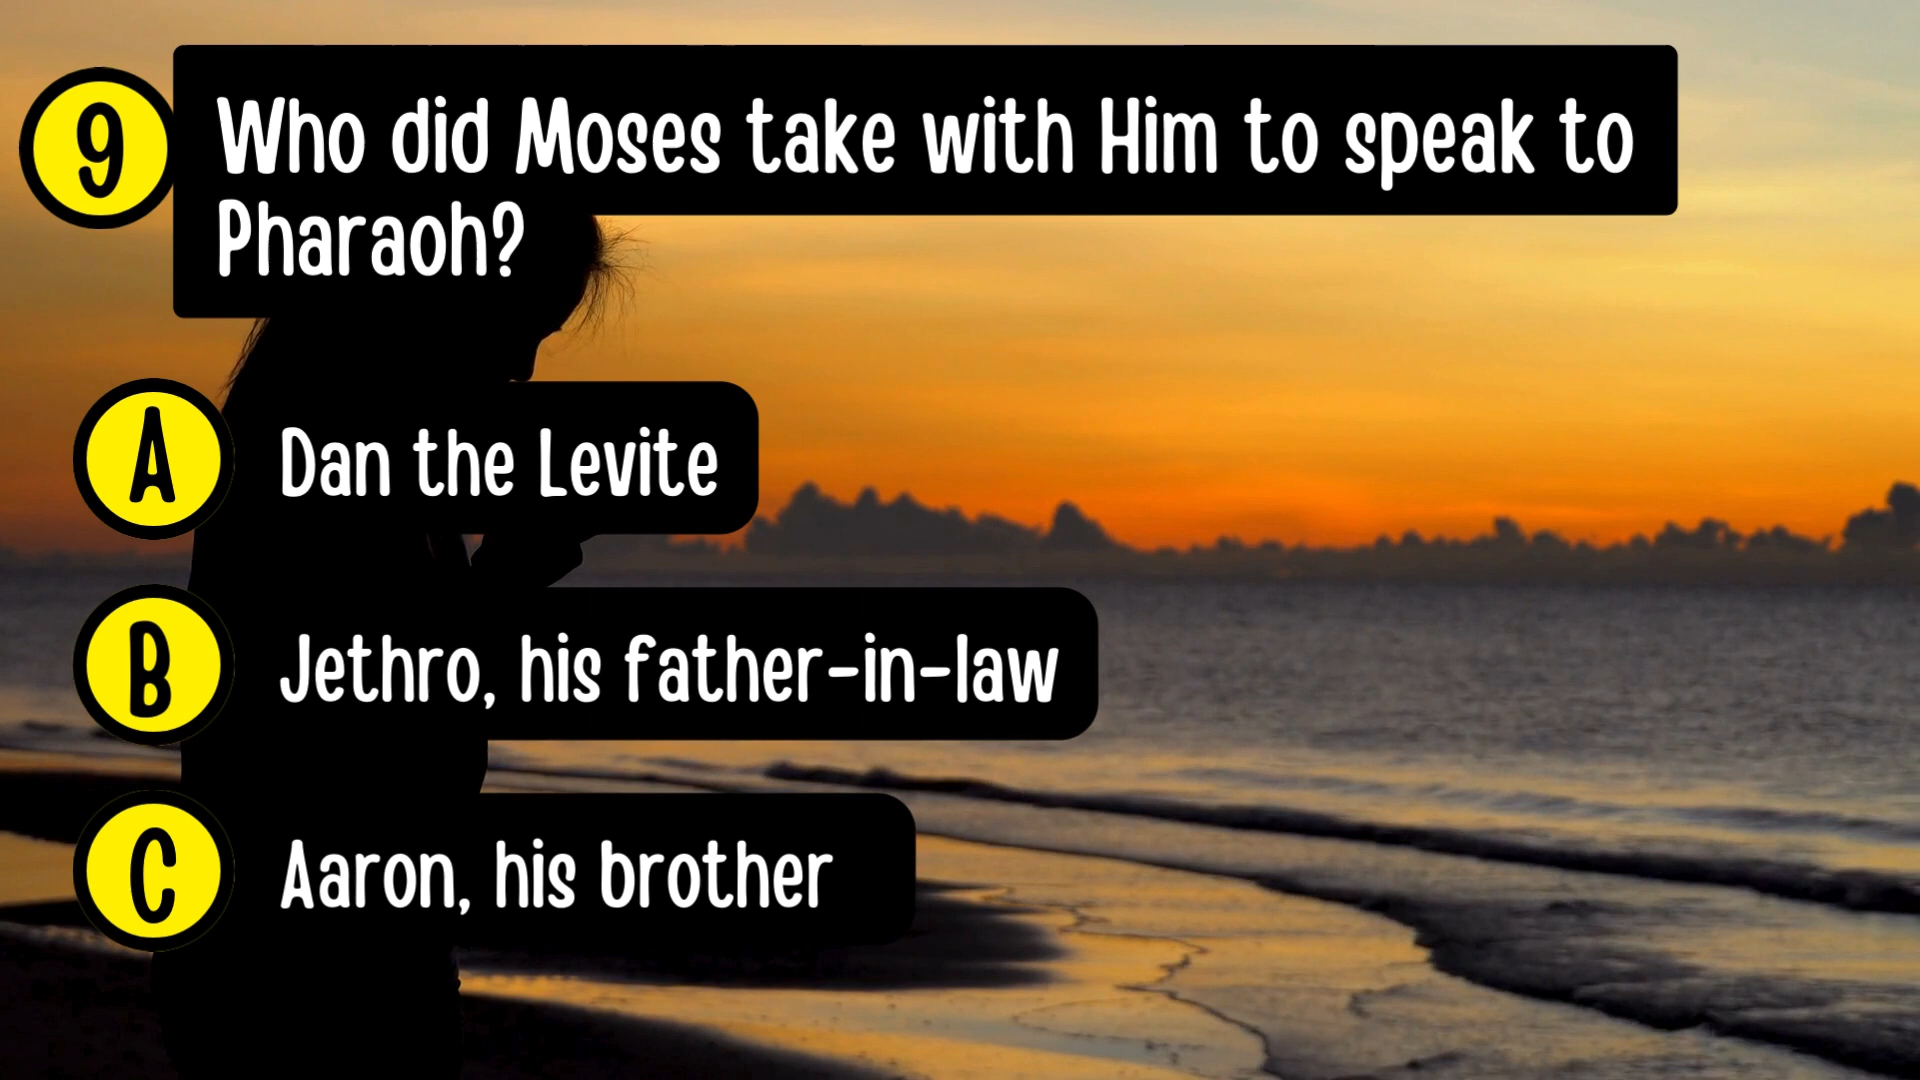 9
Who did Moses take with Him to speak to
Pharaoh?
A
Dan the Levite
B
Jethro, his father-in-law
C
Aaron, his brother